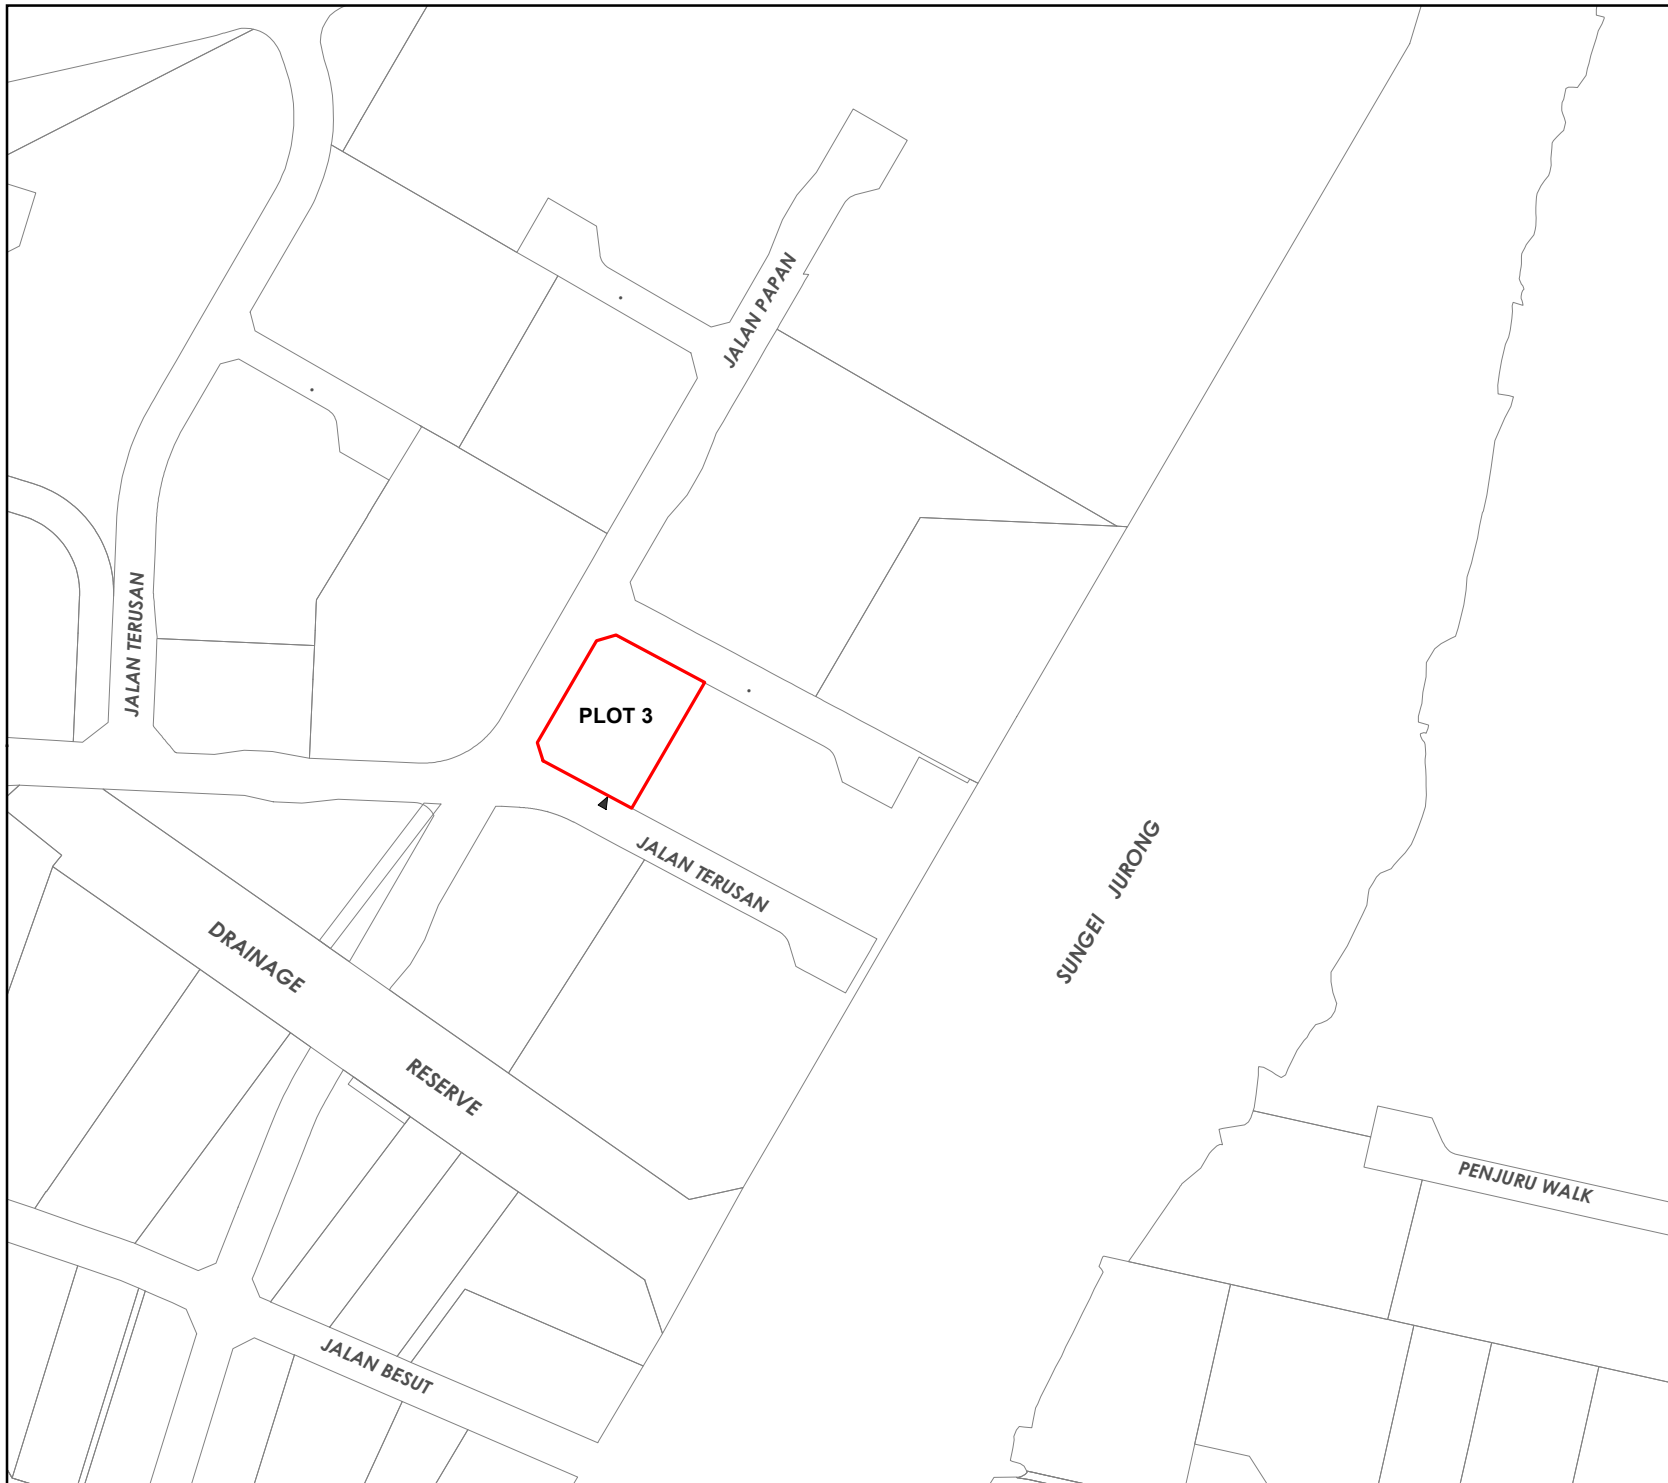 JALAN PAPAN
JALAN TERUSAN
PLOT 3
JALAN TERUSAN
SUNGEI JURONG
DRAINAGE
RESERVE
PENJURU WALK
JALAN BESUT